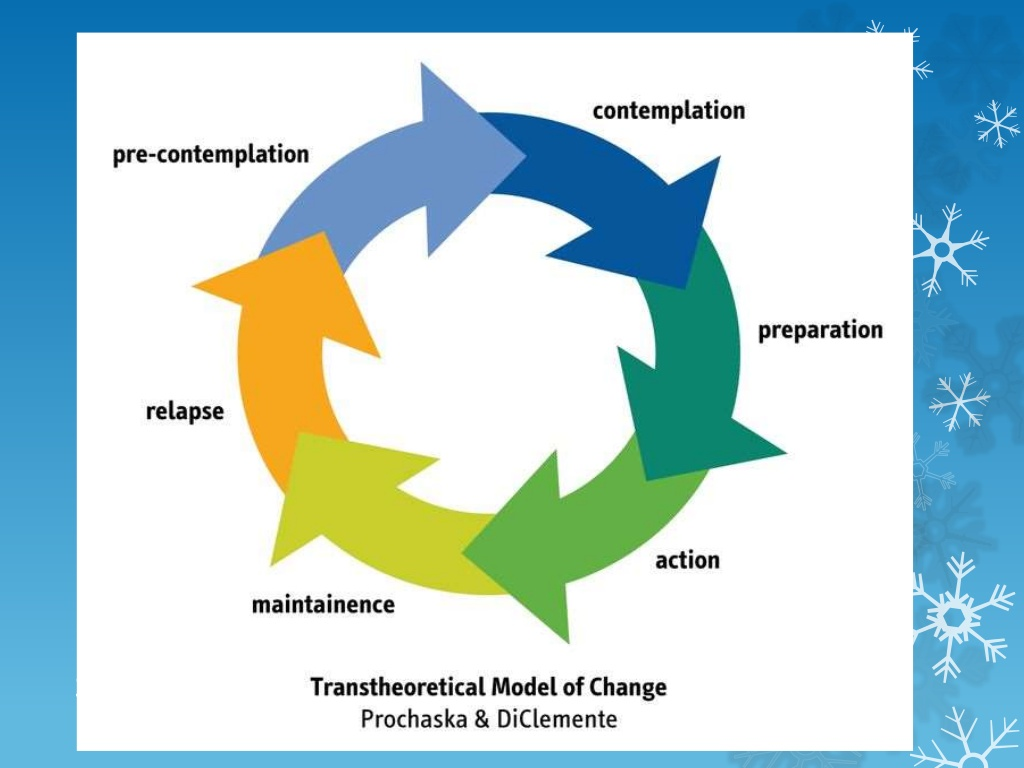 contemplation
pre-contemplation
preparation
relapse
action
maintainence
Transtheoretical Model of Change
Prochaska & DiClemente